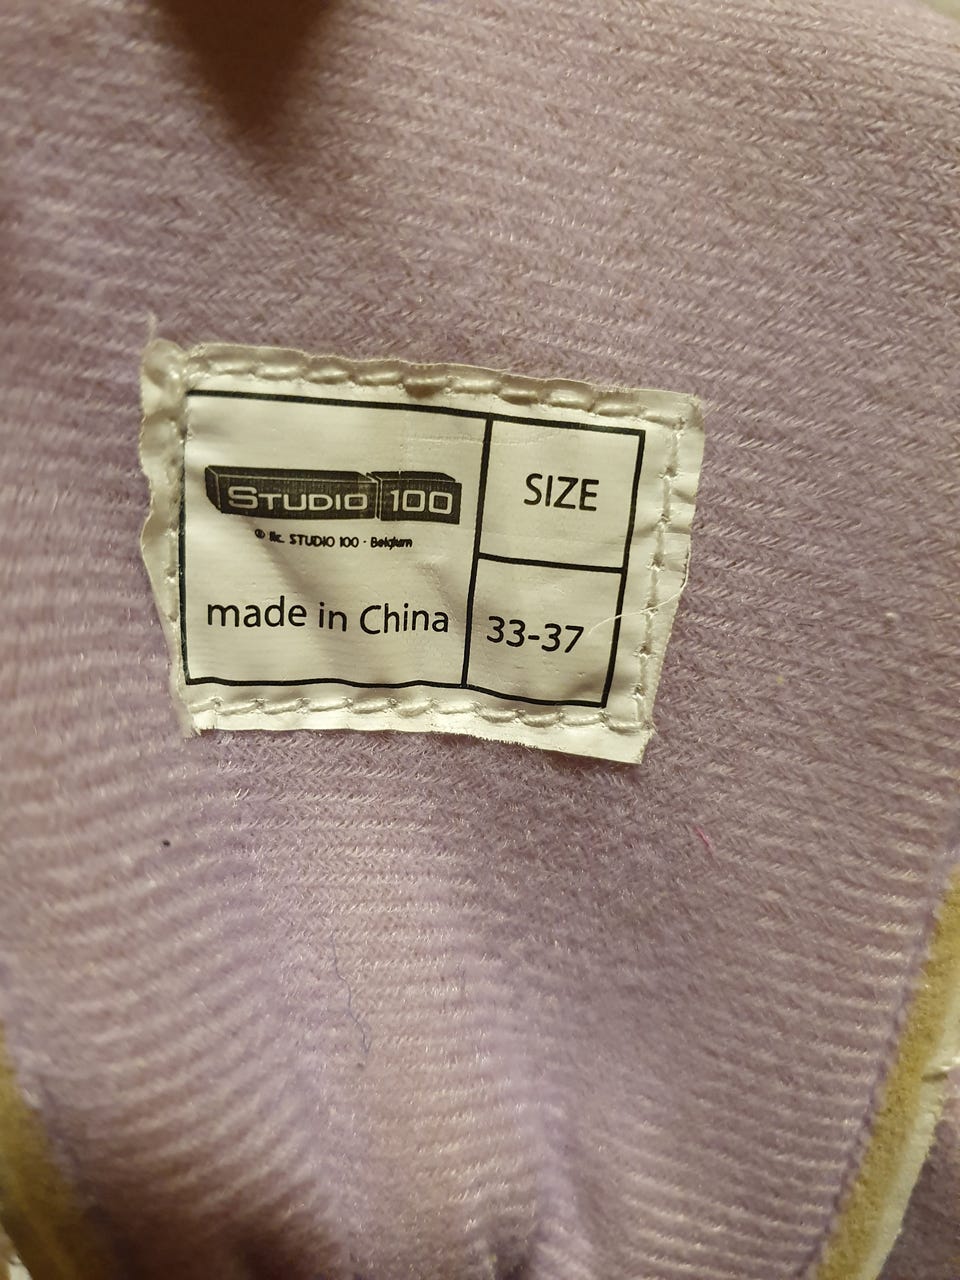 STUDIO 100
© lic. STUDIO 100 - Belgium
made in China
SIZE
33-37